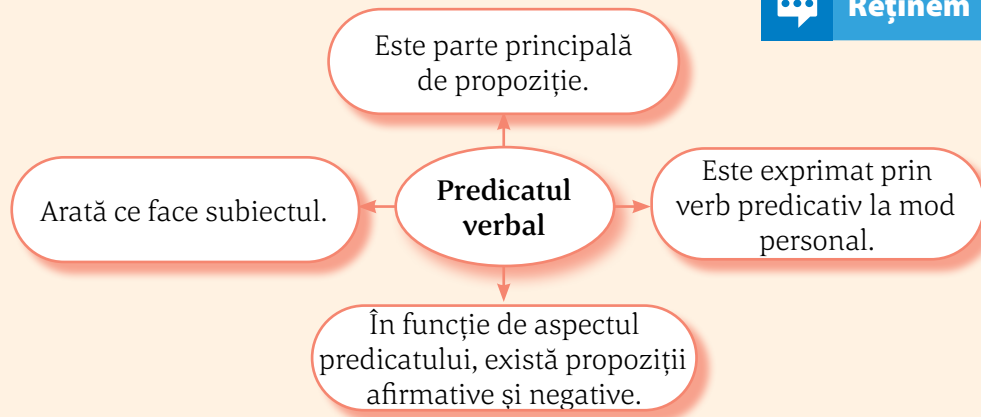 Reținem
Este parte principală
de propoziție.
Arată ce face subiectul.
Predicatul
verbal
Este exprimat prin
verb predicativ la mod
personal.
În funcție de aspectul
predicatului, există propoziții
afirmative și negative.